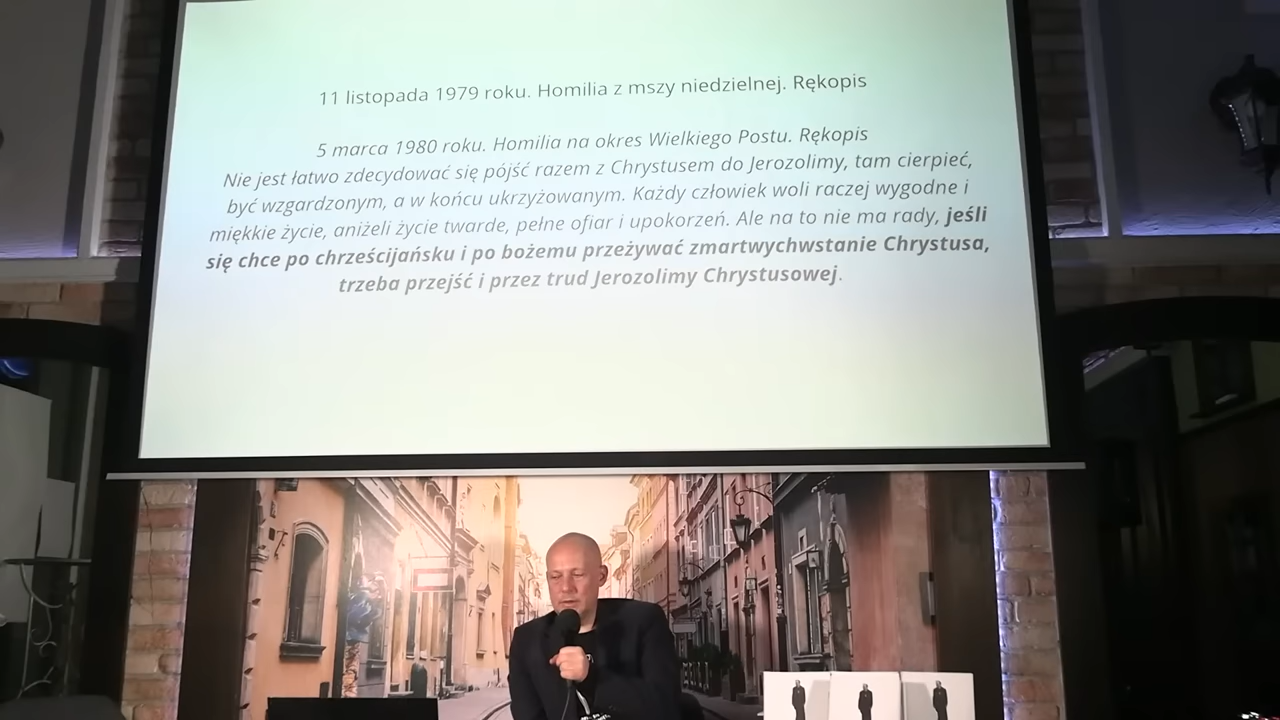 11 listopada 1979 roku. Homilia z mszy niedzielnej. Rękopis
5 marca 1980 roku. Homilia na okres Wielkiego Postu. Rękopis
Nie jest łatwo zdecydować się pójść razem z Chrystusem do Jerozolimy, tam cierpieć,
być wzgardzonym, a w końcu ukrzyżowanym. Każdy człowiek woli raczej wygodne i
miękkie życie, aniżeli życie twarde, pełne ofiar i upokorzeń. Ale na to nie ma rady, jeśli
się chce po chrześcijańsku i po bożemu przeżywać zmartwychwstanie Chrystusa,
trzeba przejść i przez trud Jerozolimy Chrystusowej.